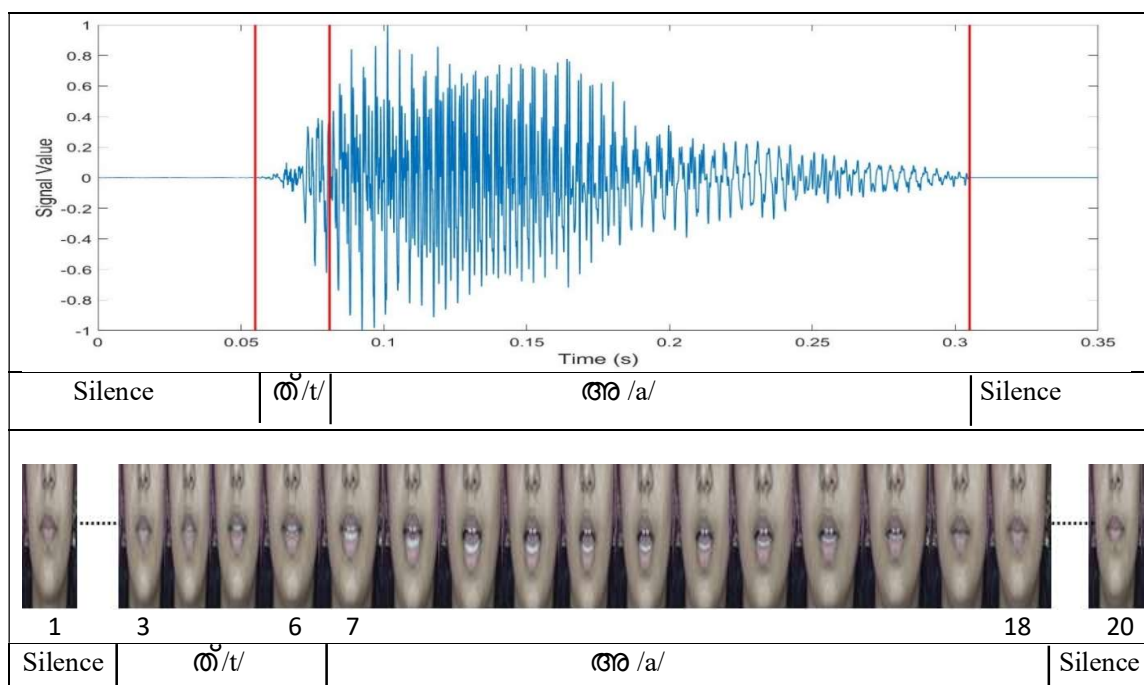 1
0.8
0.6
0.4
0.2
0
-0.2
-0.4
-0.6
-0.8
-1
Signal Value
0 0.05 0.1 0.15 0.2 0.25 0.3 0.35
Time (s)
Silence ത്/t/ അ /a/ Silence
1 3 6 7 18 20
Silence ത്/t/ അ /a/ Silence